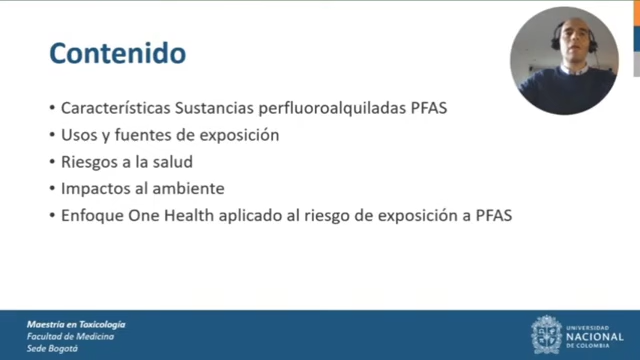 Contenido
• Características Sustancias perfluoroalquiladas PFAS
• Usos y fuentes de exposición
• Riesgos a la salud
• Impactos al ambiente
• Enfoque One Health aplicado al riesgo de exposición a PFAS
Maestría en Toxicología
Facultad de Medicina
Sede Bogotá
UNIVERSIDAD
NACIONAL
DE COLOMBIA